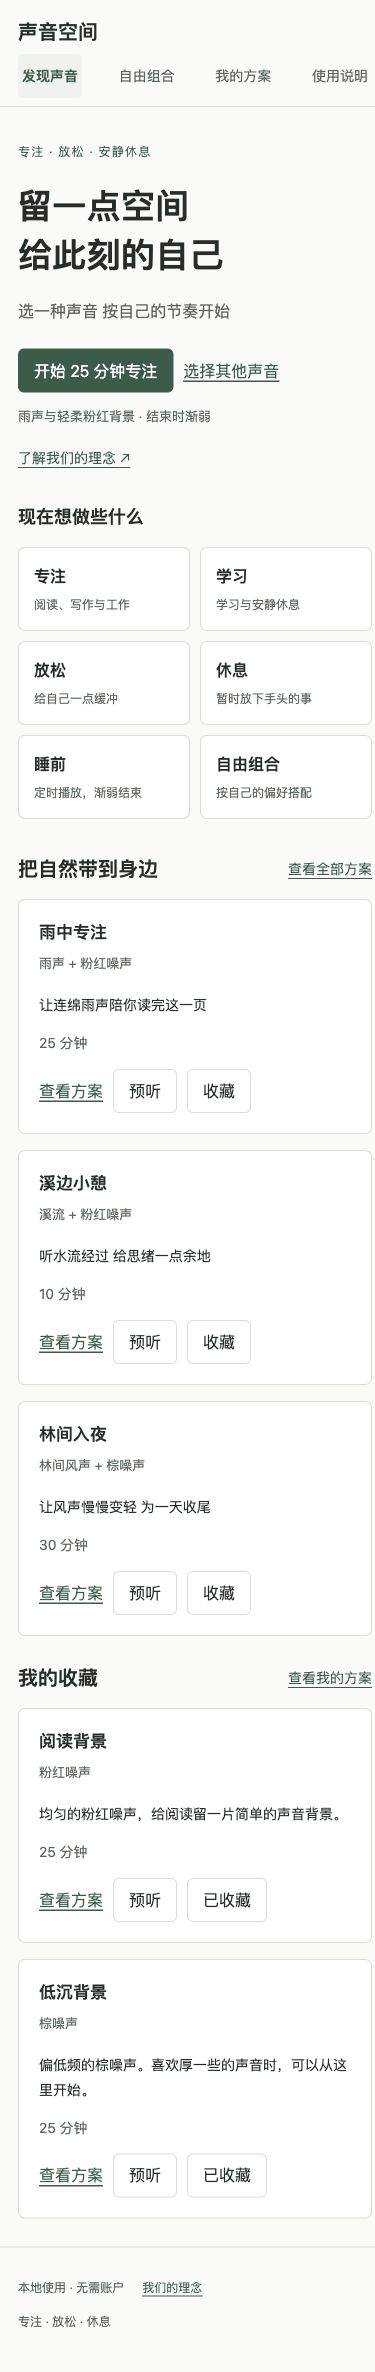 声音空间
发现声音 自由组合 我的方案 使用说明
专注 · 放松 · 安静休息
留一点空间
给此刻的自己
选一种声音 按自己的节奏开始
开始 25 分钟专注 选择其他声音
雨声与轻柔粉红背景 · 结束时渐弱
了解我们的理念 ↗
现在想做些什么
专注
阅读、写作与工作
学习
学习与安静休息
放松
给自己一点缓冲
休息
暂时放下手头的事
睡前
定时播放，渐弱结束
自由组合
按自己的偏好搭配
把自然带到身边 查看全部方案
雨中专注
雨声 + 粉红噪声
让连绵雨声陪你读完这一页
25 分钟
查看方案 预听 收藏
溪边小憩
溪流 + 粉红噪声
听水流经过 给思绪一点余地
10 分钟
查看方案 预听 收藏
林间入夜
林间风声 + 棕噪声
让风声慢慢变轻 为一天收尾
30 分钟
查看方案 预听 收藏
我的收藏 查看我的方案
阅读背景
粉红噪声
均匀的粉红噪声，给阅读留一片简单的声音背景。
25 分钟
查看方案 预听 已收藏
低沉背景
棕噪声
偏低频的棕噪声。喜欢厚一些的声音时，可以从这
里开始。
25 分钟
查看方案 预听 已收藏
本地使用 · 无需账户 我们的理念
专注 · 放松 · 休息